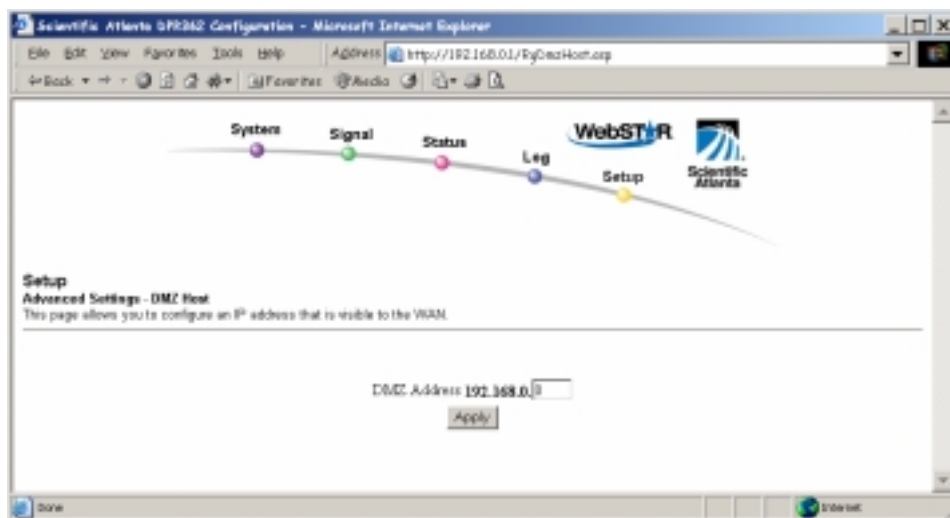 Scientific Atlanta DPR362 Configuration - Microsoft Internet Explorer
File Edit View Favorites Tools Help Address http://192.168.0.1/RgDmzHost.asp
Back Favorites Media
System
Signal
Status
Log
Setup
WebSTAR
Scientific
Atlanta
Setup
Advanced Settings - DMZ Host
This page allows you to configure an IP address that is visible to the WAN.
DMZ Address 192.168.0.
Apply
Done Internet